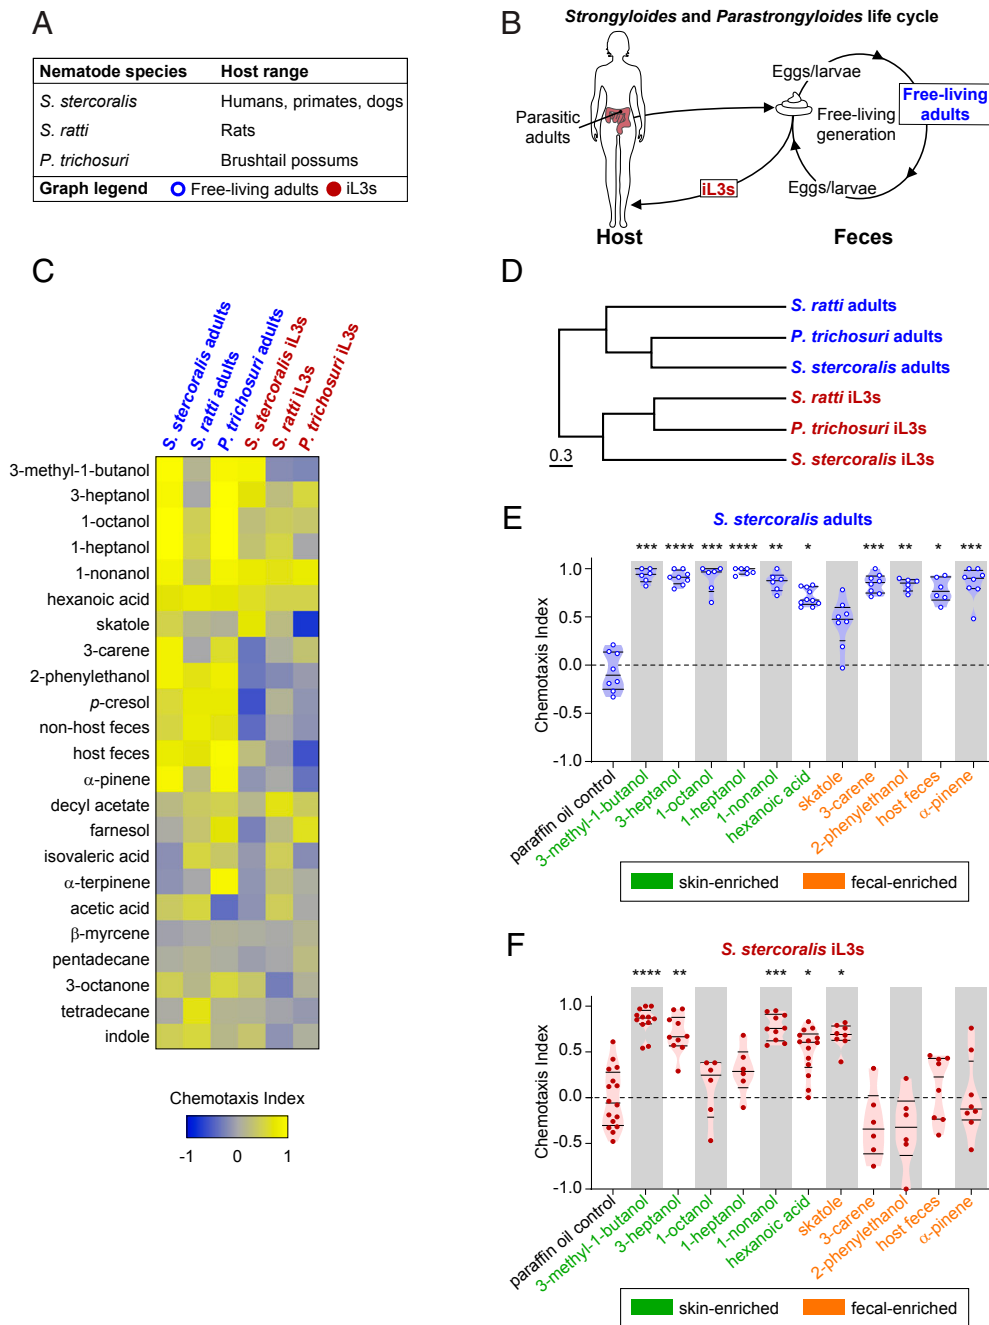 A
Nematode species Host range
S. stercoralis Humans, primates, dogs
S. ratti Rats
P. trichosuri Brushtail possums
Graph legend Free-living adults iL3s
B
Strongyloides and Parastrongyloides life cycle
Eggs/larvae
Free-living
adults
Parasitic
adults
Free-living
generation
iL3s
Eggs/larvae
Host
Feces
C
S. stercoralis adults
S. ratti adults
P. trichosuri adults
S. stercoralis iL3s
S. ratti iL3s
P. trichosuri iL3s
3-methyl-1-butanol
3-heptanol
1-octanol
1-heptanol
1-nonanol
hexanoic acid
skatole
3-carene
2-phenylethanol
p-cresol
non-host feces
host feces
α-pinene
decyl acetate
farnesol
isovaleric acid
α-terpinene
acetic acid
β-myrcene
pentadecane
3-octanone
tetradecane
indole
Chemotaxis Index
-1 0 1
D
S. ratti adults
P. trichosuri adults
S. stercoralis adults
S. ratti iL3s
P. trichosuri iL3s
S. stercoralis iL3s
0.3
E
S. stercoralis adults
*** **** *** **** ** * *** ** * ***
Chemotaxis Index
1.0
0.5
0.0
-0.5
-1.0
paraffin oil control
3-methyl-1-butanol
3-heptanol
1-octanol
1-heptanol
1-nonanol
hexanoic acid
skatole
3-carene
2-phenylethanol
host feces
α-pinene
skin-enriched fecal-enriched
F
S. stercoralis iL3s
**** ** *** * *
Chemotaxis Index
1.0
0.5
0.0
-0.5
-1.0
paraffin oil control
3-methyl-1-butanol
3-heptanol
1-octanol
1-heptanol
1-nonanol
hexanoic acid
skatole
3-carene
2-phenylethanol
host feces
α-pinene
skin-enriched fecal-enriched